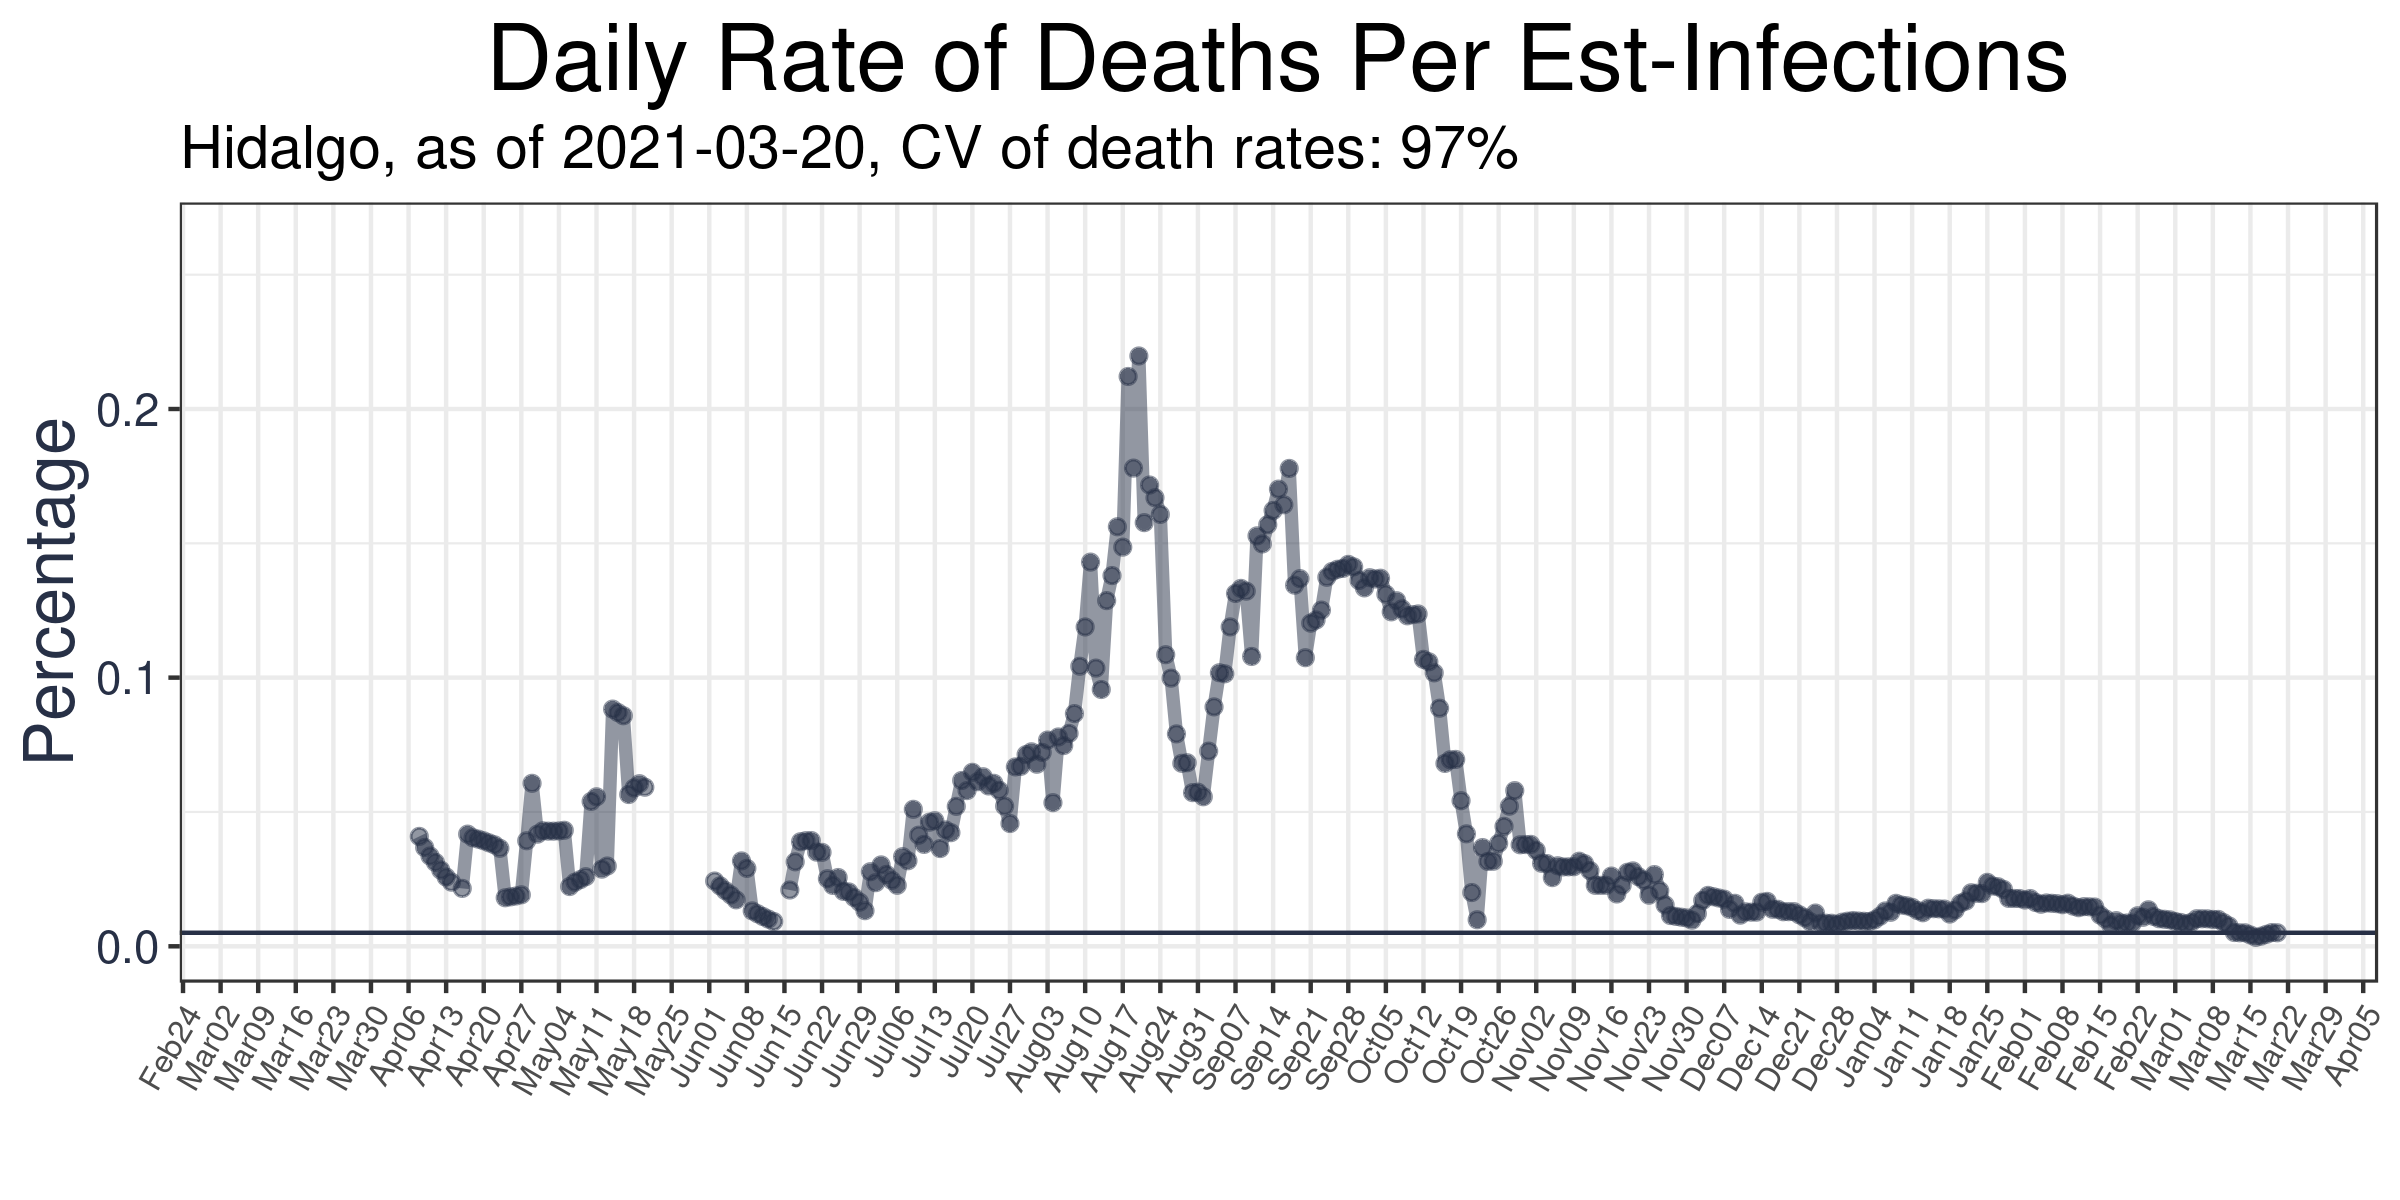 Daily Rate of Deaths Per Est-Infections
Hidalgo, as of 2021-03-20, CV of death rates: 97%
Percentage
0.2
0.1
0.0
Feb24
Mar02
Mar09
Mar16
Mar23
Mar30
Apr06
Apr13
Apr20
Apr27
May04
May11
May18
May25
Jun01
Jun08
Jun15
Jun22
Jun29
Jul06
Jul13
Jul20
Jul27
Aug03
Aug10
Aug17
Aug24
Aug31
Sep07
Sep14
Sep21
Sep28
Oct05
Oct12
Oct19
Oct26
Nov02
Nov09
Nov16
Nov23
Nov30
Dec07
Dec14
Dec21
Dec28
Jan04
Jan11
Jan18
Jan25
Feb01
Feb08
Feb15
Feb22
Mar01
Mar08
Mar15
Mar22
Mar29
Apr05